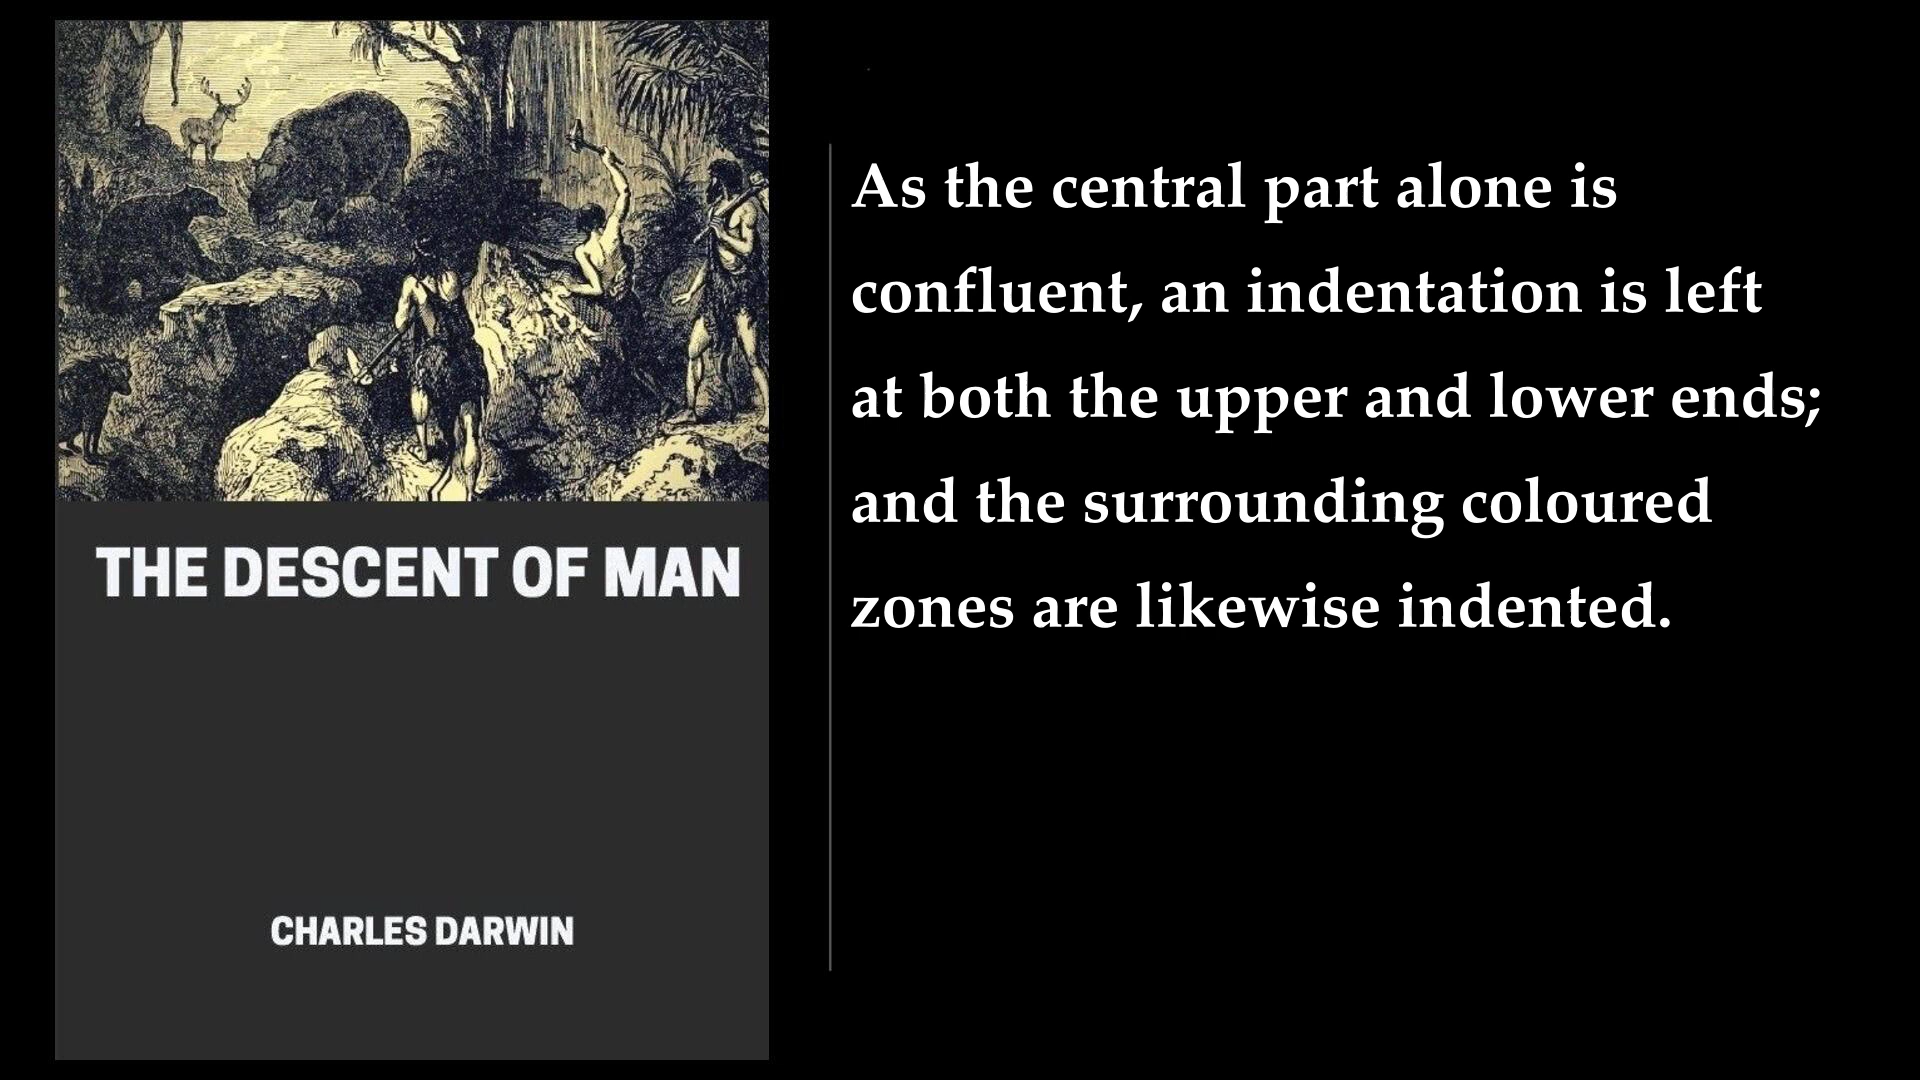 THE DESCENT OF MAN
CHARLES DARWIN
As the central part alone is
confluent, an indentation is left
at both the upper and lower ends;
and the surrounding coloured
zones are likewise indented.